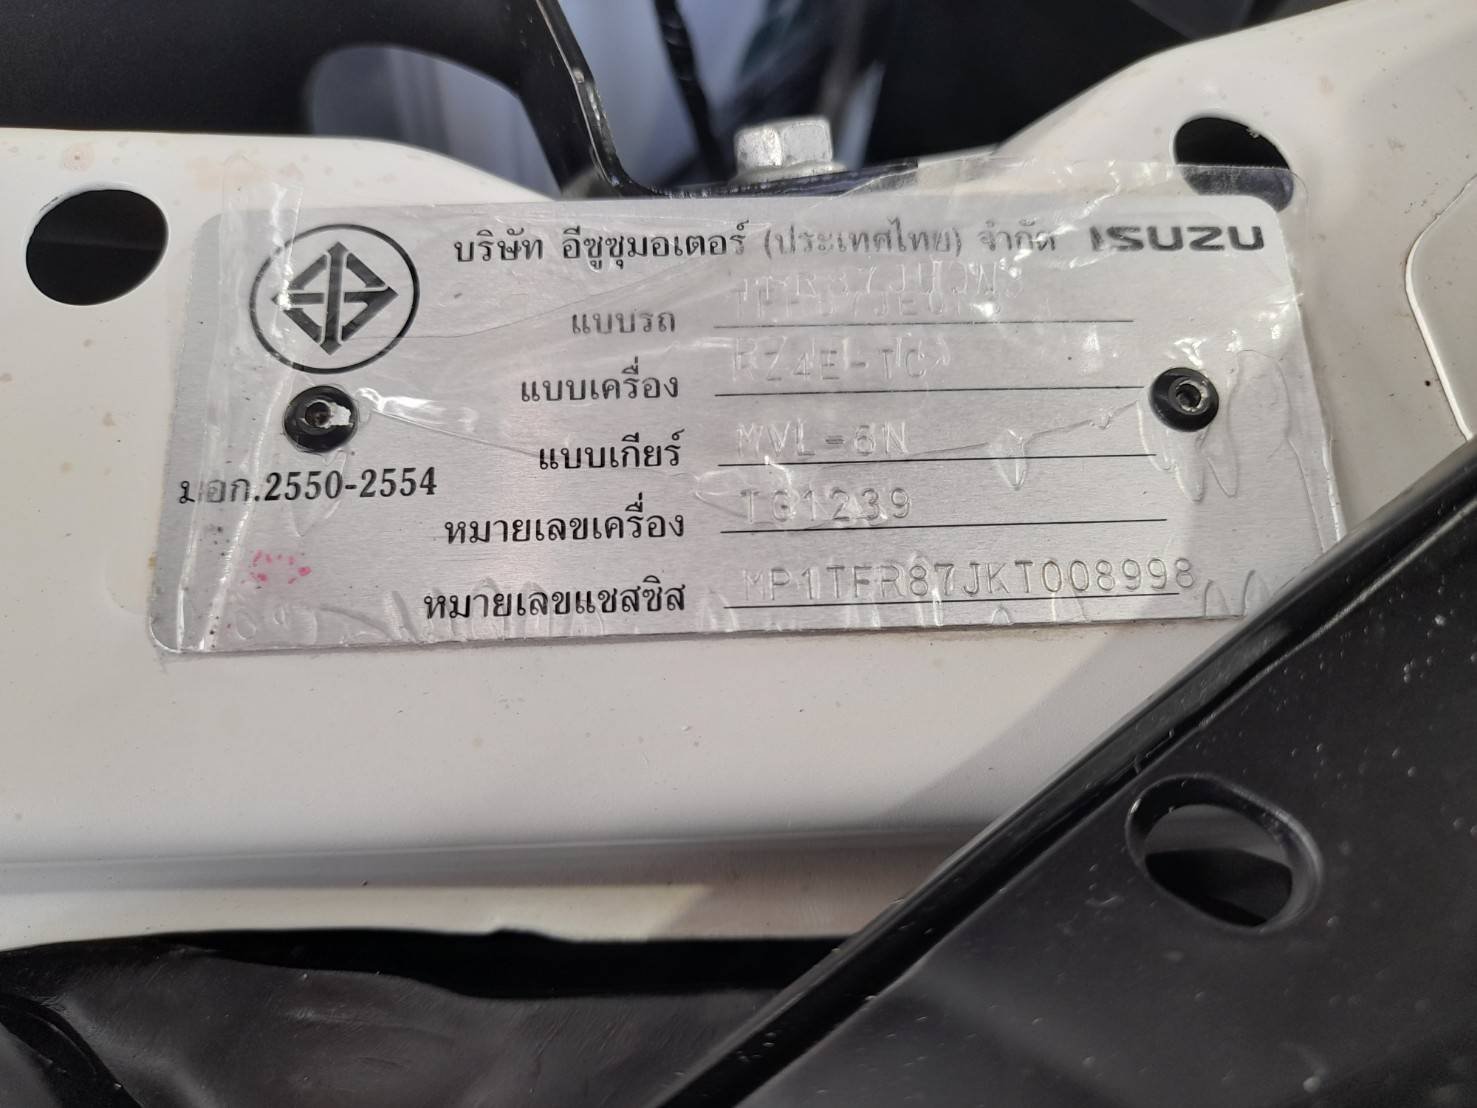 บริษัท อีซูซุมอเตอร์ (ประเทศไทย) จำกัด ISUZU
แบบรถ
แบบเครื่อง RZ4E-TC
แบบเกียร์ MVL-6N
มอก.2550-2554
หมายเลขเครื่อง TG1239
หมายเลขแชสซิส MP1TFR87JKT008998